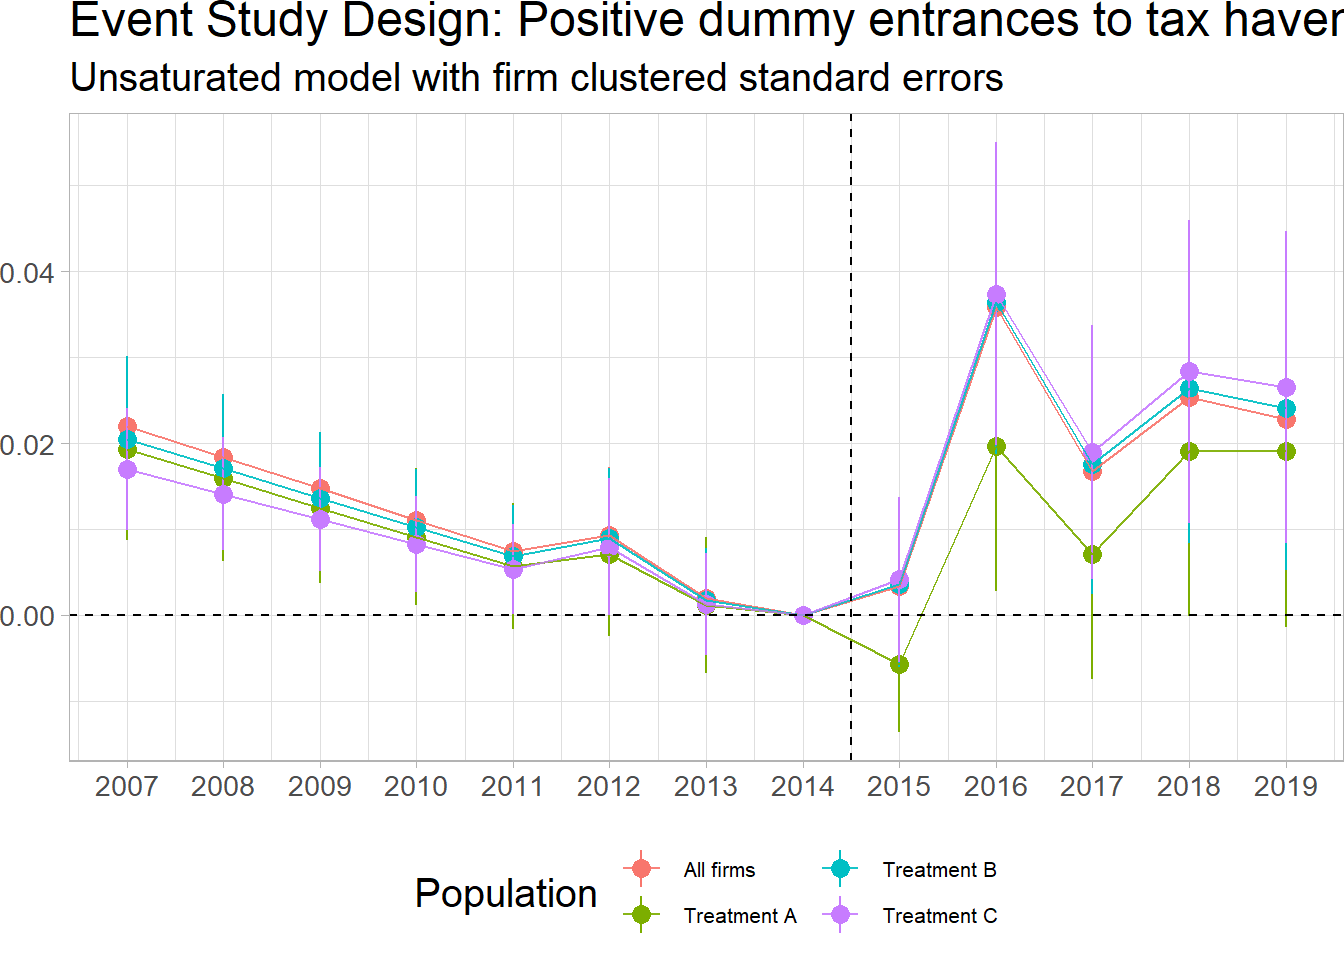 Event Study Design: Positive dummy entrances to tax haven
Unsaturated model with firm clustered standard errors
0.04
0.02
0.00
2007 2008 2009 2010 2011 2012 2013 2014 2015 2016 2017 2018 2019
Population
All firms
Treatment B
Treatment A
Treatment C